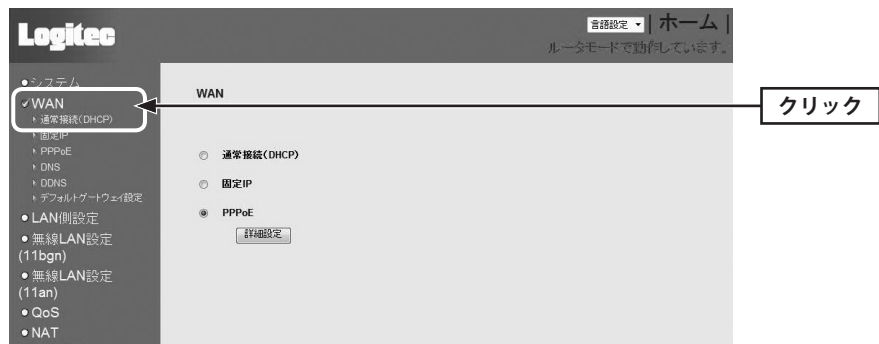 Logitec
言語設定 | ホーム |
ルータモードで動作しています。
システム
WAN
通常接続(DHCP)
固定IP
PPPoE
DNS
DDNS
デフォルトゲートウェイ設定
LAN側設定
無線LAN設定
(11bgn)
無線LAN設定
(11an)
QoS
NAT
WAN
通常接続(DHCP)
固定IP
PPPoE
詳細設定
クリック